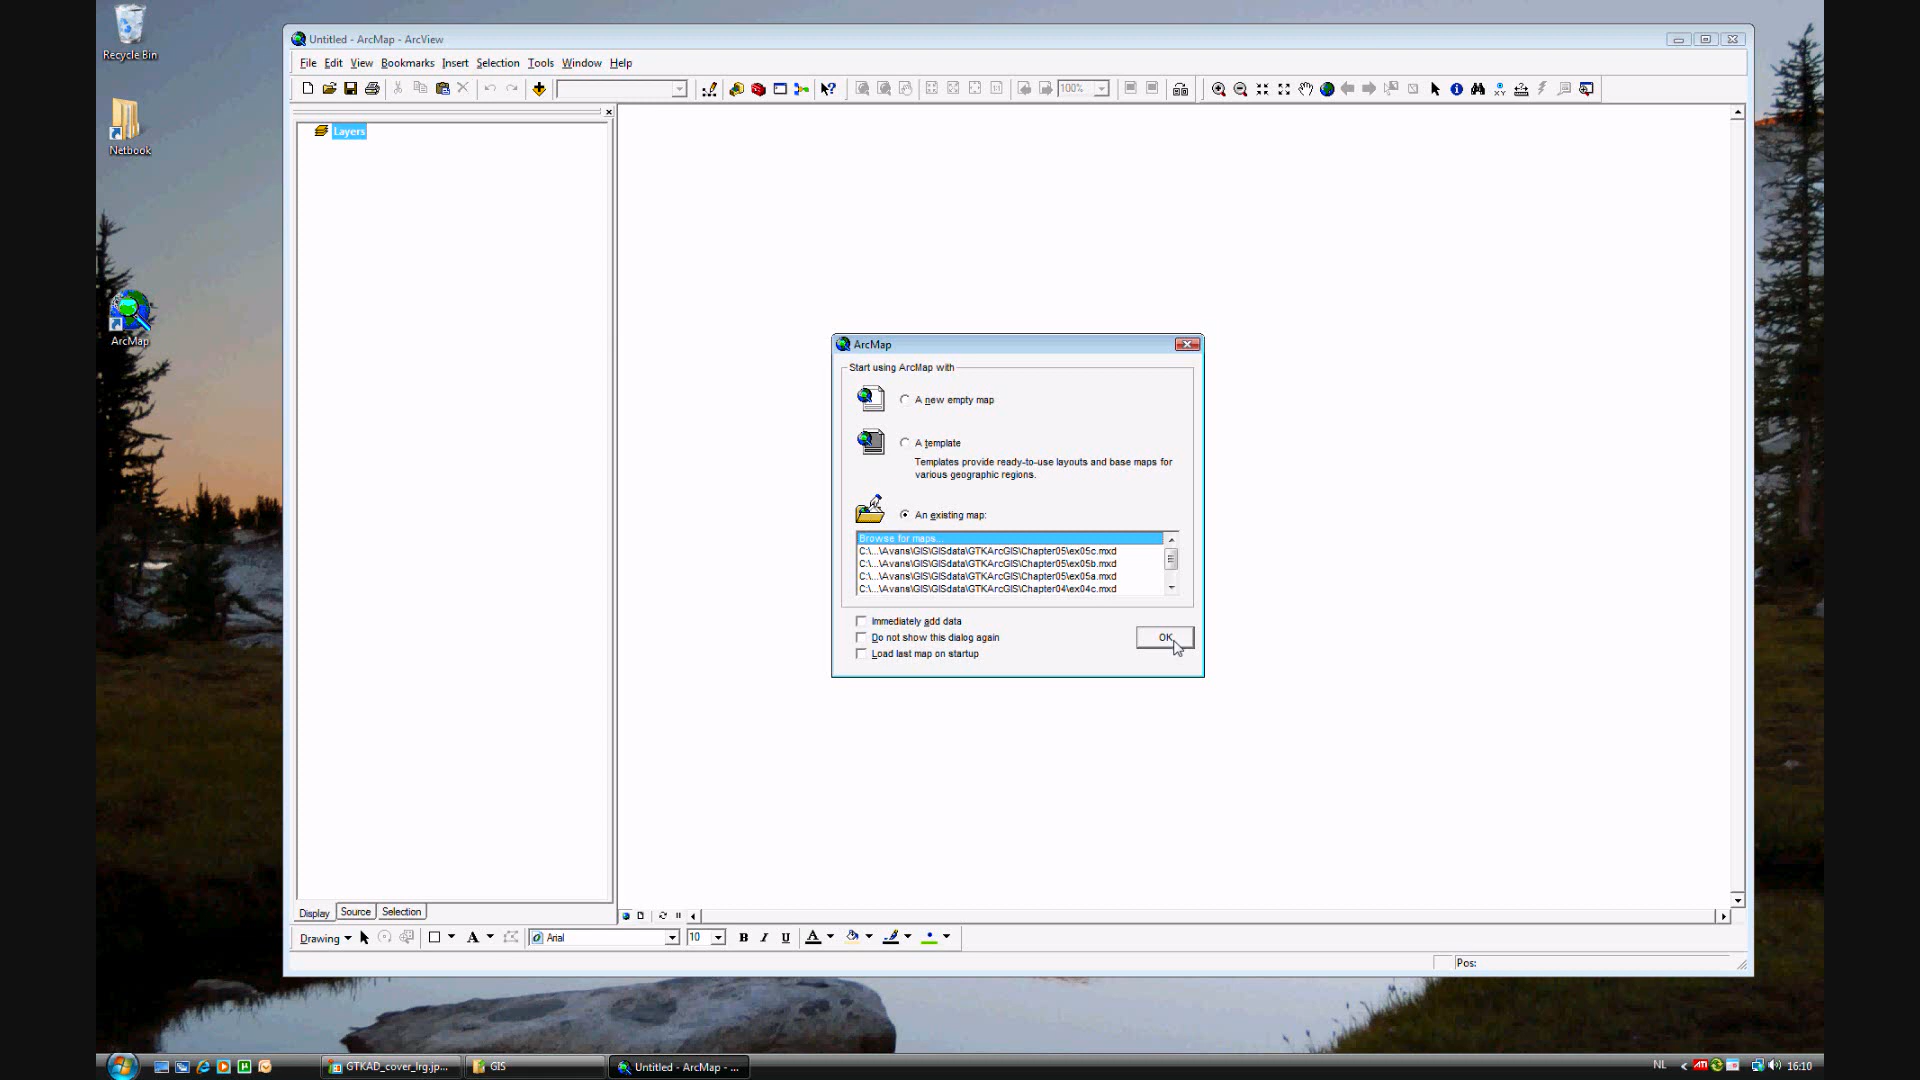 Recycle Bin
Netbook
ArcMap
Untitled - ArcMap - ArcView
File Edit View Bookmarks Insert Selection Tools Window Help
100%
Layers
ArcMap
Start using ArcMap with
A new empty map
A template
Templates provide ready-to-use layouts and base maps for
various geographic regions.
An existing map:
Browse for maps...
C:\...\Avans\GIS\GISdata\GTKArcGIS\Chapter05\ex05c.mxd
C:\...\Avans\GIS\GISdata\GTKArcGIS\Chapter05\ex05b.mxd
C:\...\Avans\GIS\GISdata\GTKArcGIS\Chapter05\ex05a.mxd
C:\...\Avans\GIS\GISdata\GTKArcGIS\Chapter04\ex04c.mxd
Immediately add data
Do not show this dialog again
Load last map on startup
OK
Display Source Selection
Drawing A Arial 10 B I U A
Pos:
GTKAD_cover_lrg.jp... GIS Untitled - ArcMap - ... NL < ATI 16:10